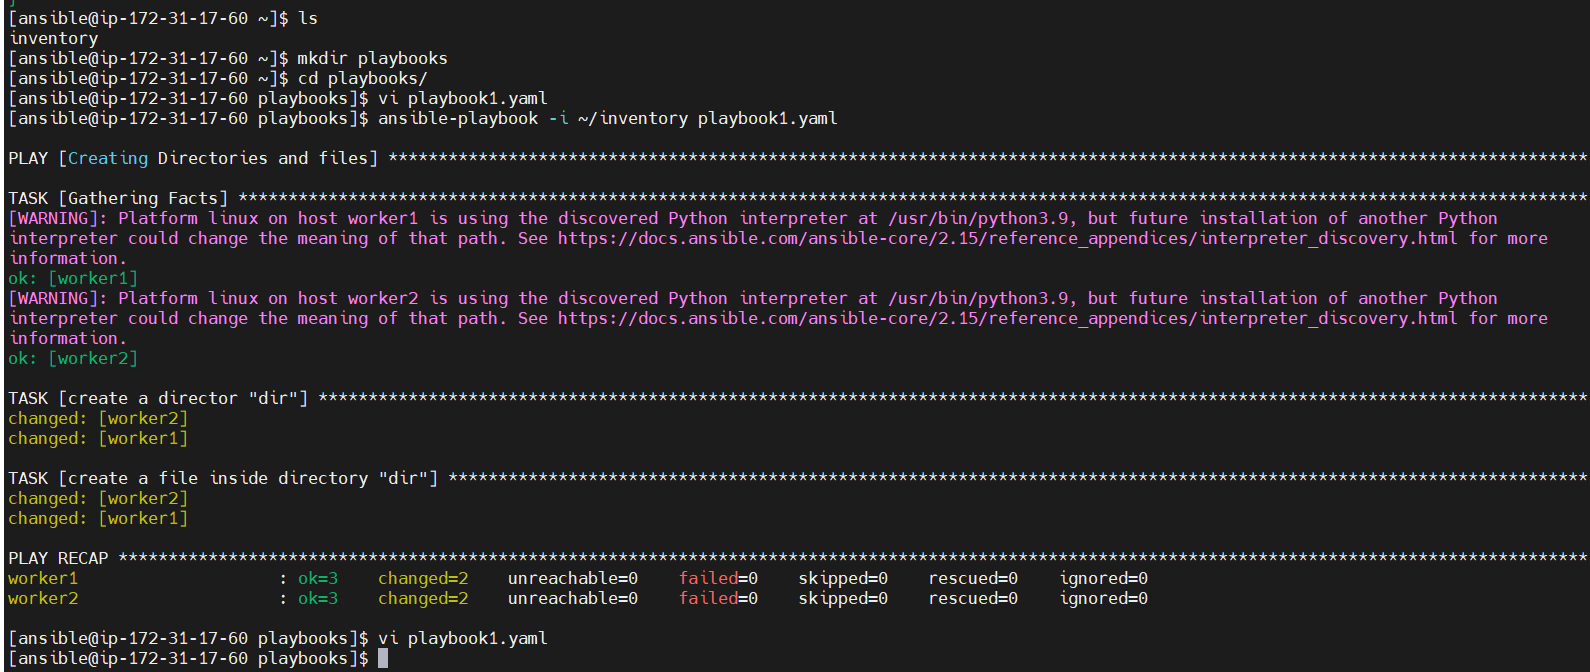 [ansible@ip-172-31-17-60 ~]$ ls
inventory
[ansible@ip-172-31-17-60 ~]$ mkdir playbooks
[ansible@ip-172-31-17-60 ~]$ cd playbooks/
[ansible@ip-172-31-17-60 playbooks]$ vi playbook1.yaml
[ansible@ip-172-31-17-60 playbooks]$ ansible-playbook -i ~/inventory playbook1.yaml
PLAY [Creating Directories and files] ************************************************************************************************************************
TASK [Gathering Facts] ***************************************************************************************************************************************
[WARNING]: Platform linux on host worker1 is using the discovered Python interpreter at /usr/bin/python3.9, but future installation of another Python
interpreter could change the meaning of that path. See https://docs.ansible.com/ansible-core/2.15/reference_appendices/interpreter_discovery.html for more
information.
ok: [worker1]
[WARNING]: Platform linux on host worker2 is using the discovered Python interpreter at /usr/bin/python3.9, but future installation of another Python
interpreter could change the meaning of that path. See https://docs.ansible.com/ansible-core/2.15/reference_appendices/interpreter_discovery.html for more
information.
ok: [worker2]
TASK [create a director "dir"] *******************************************************************************************************************************
changed: [worker2]
changed: [worker1]
TASK [create a file inside directory "dir"] ******************************************************************************************************************
changed: [worker2]
changed: [worker1]
PLAY RECAP ***************************************************************************************************************************************************
worker1 : ok=3 changed=2 unreachable=0 failed=0 skipped=0 rescued=0 ignored=0
worker2 : ok=3 changed=2 unreachable=0 failed=0 skipped=0 rescued=0 ignored=0
[ansible@ip-172-31-17-60 playbooks]$ vi playbook1.yaml
[ansible@ip-172-31-17-60 playbooks]$